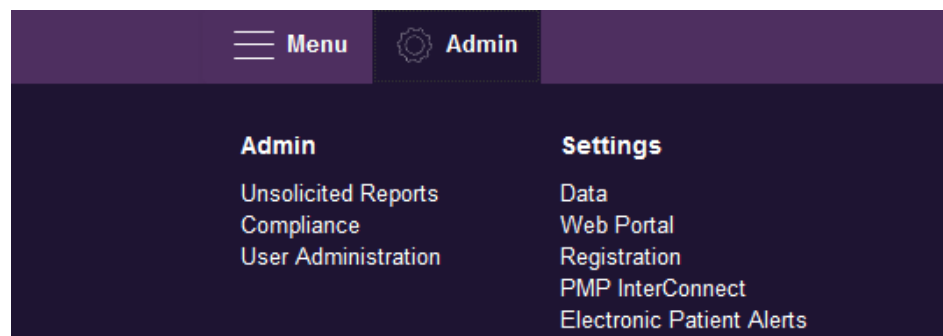 Menu
Admin
Admin
Unsolicited Reports
Compliance
User Administration
Settings
Data
Web Portal
Registration
PMP InterConnect
Electronic Patient Alerts